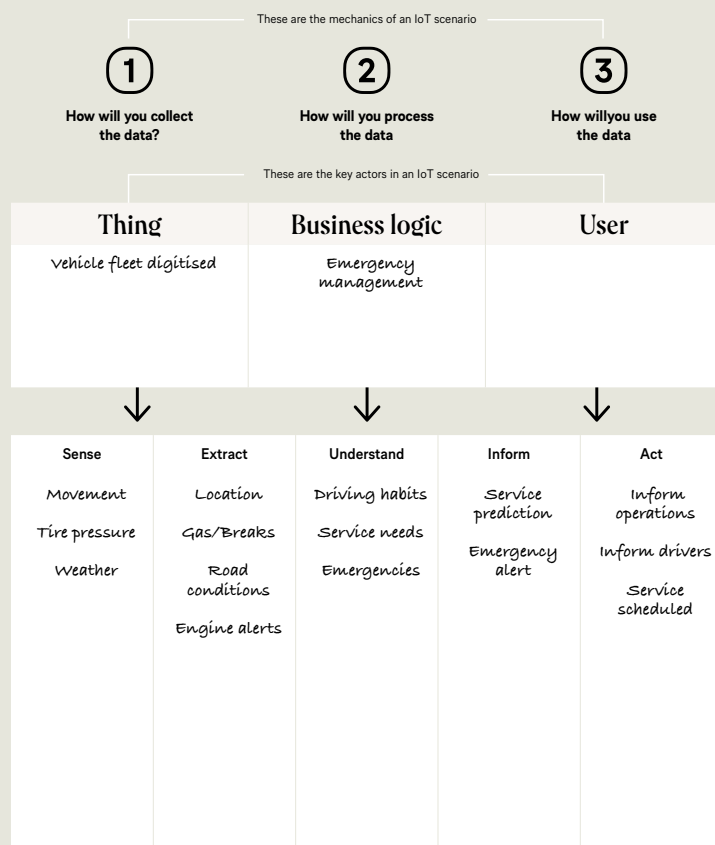 These are the mechanics of an IoT scenario
1
2
3
How will you collect
the data?
How will you process
the data
How willyou use
the data
These are the key actors in an IoT scenario
Thing
Business logic
User
Vehicle fleet digitised
Emergency
management
Sense
Movement
Tire pressure
Weather
Extract
Location
Gas/Breaks
Road
conditions
Engine alerts
Understand
Driving habits
Service needs
Emergencies
Inform
Service
prediction
Emergency
alert
Act
Inform
operations
Inform drivers
Service
scheduled